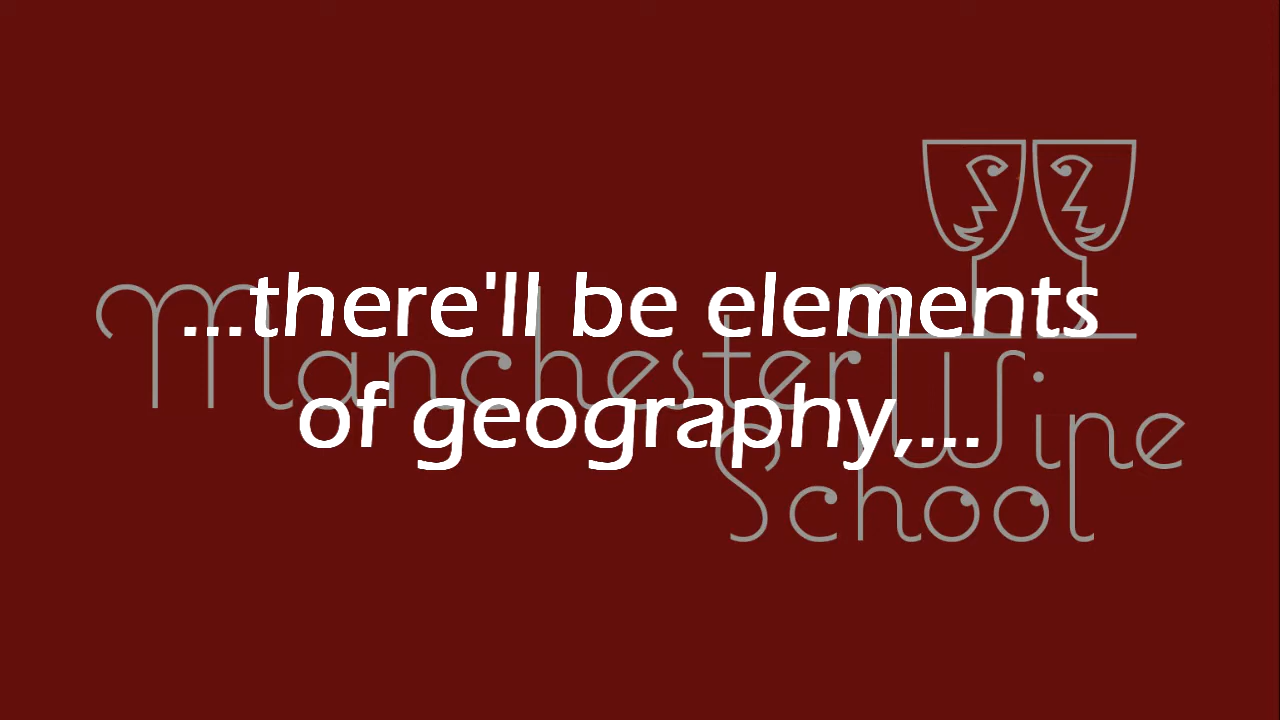 ...there'll be elements
of geography,...
Manchester Wine
School